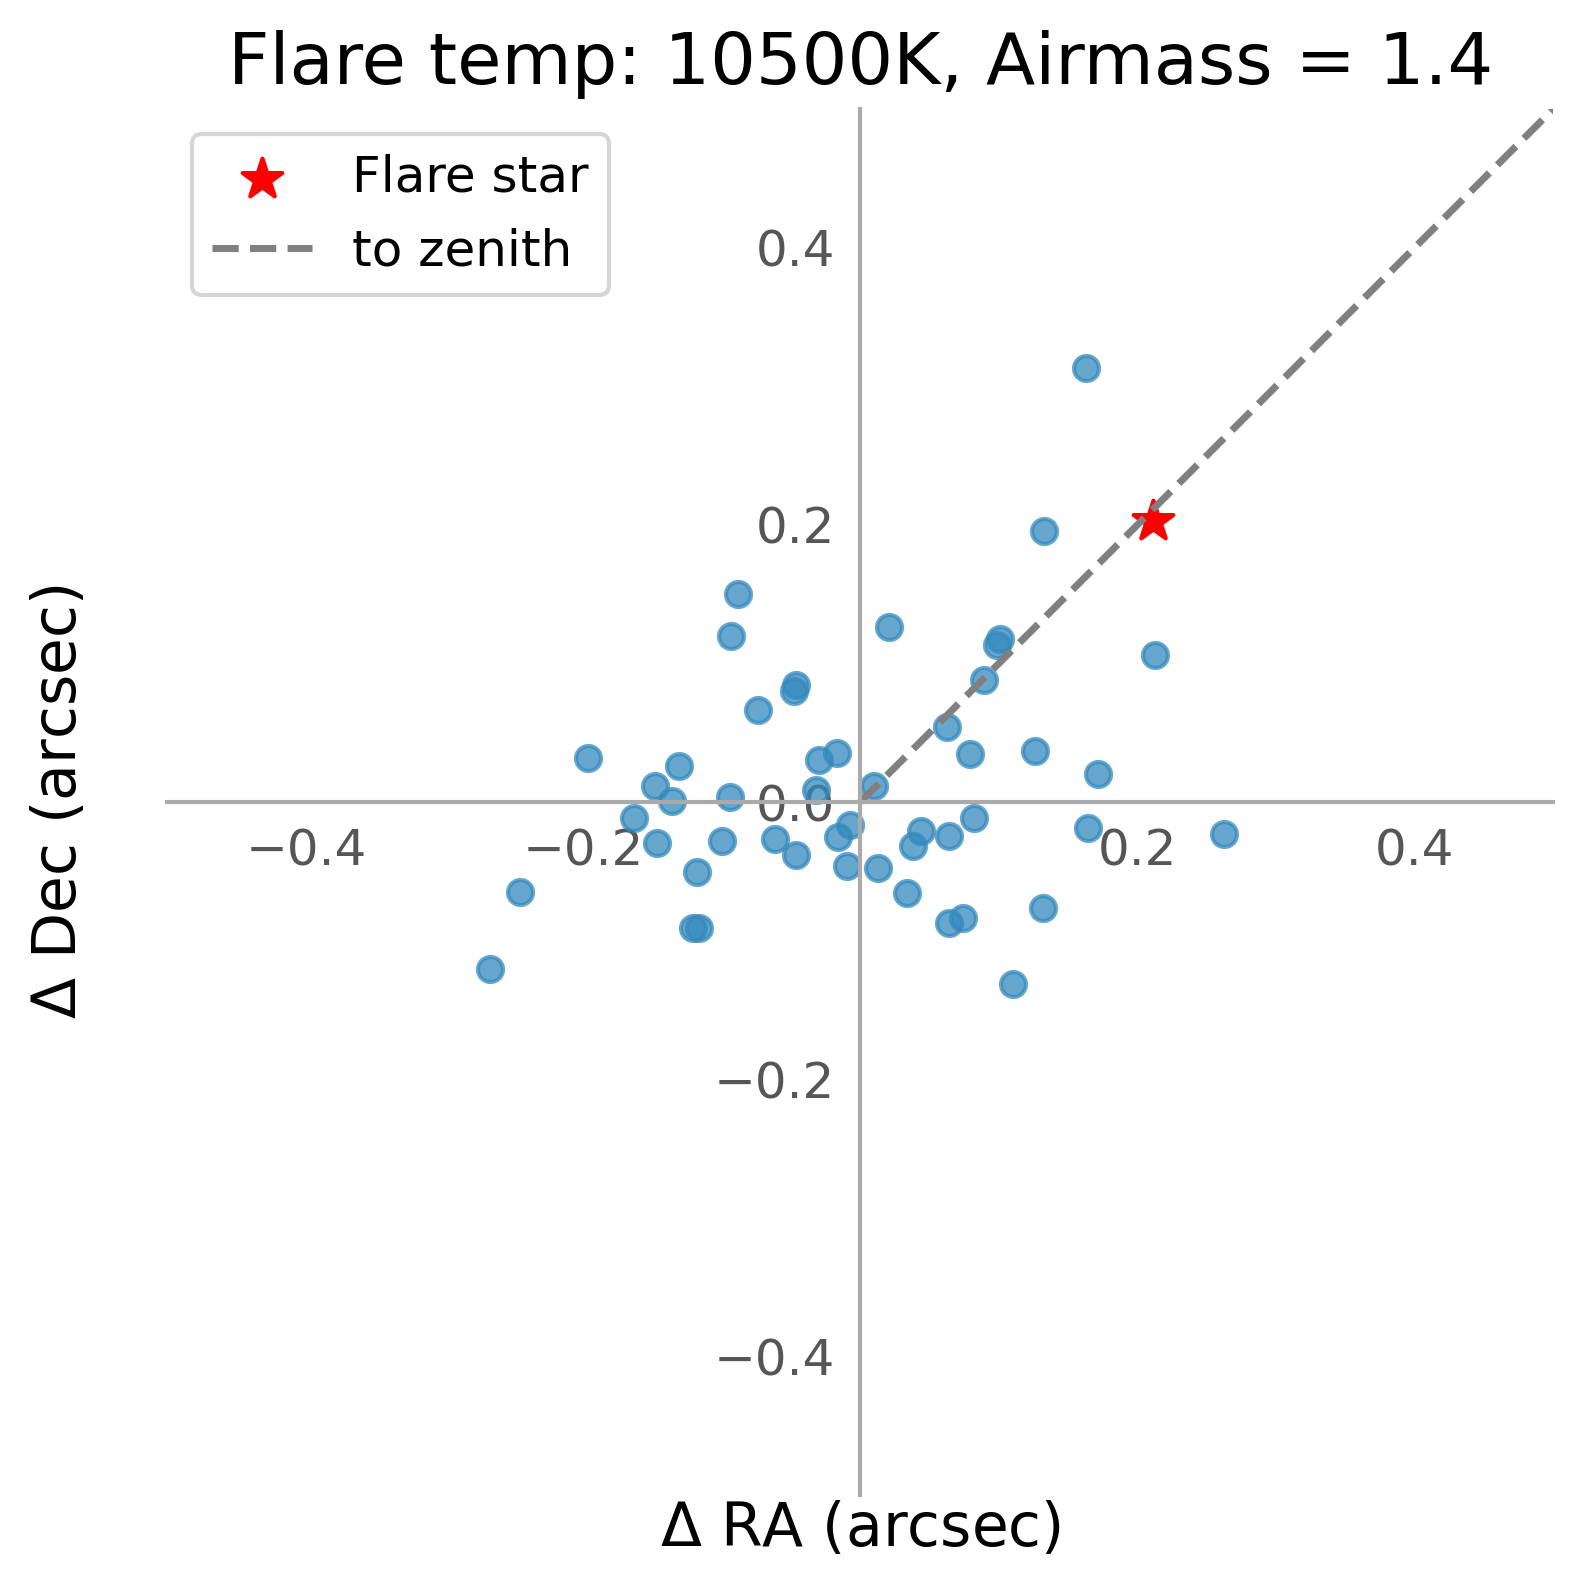 Flare temp: 10500K, Airmass = 1.4
Flare star
to zenith
0.4
0.2
0.0
−0.4
−0.2
0.2
0.4
−0.2
−0.4
Δ Dec (arcsec)
Δ RA (arcsec)